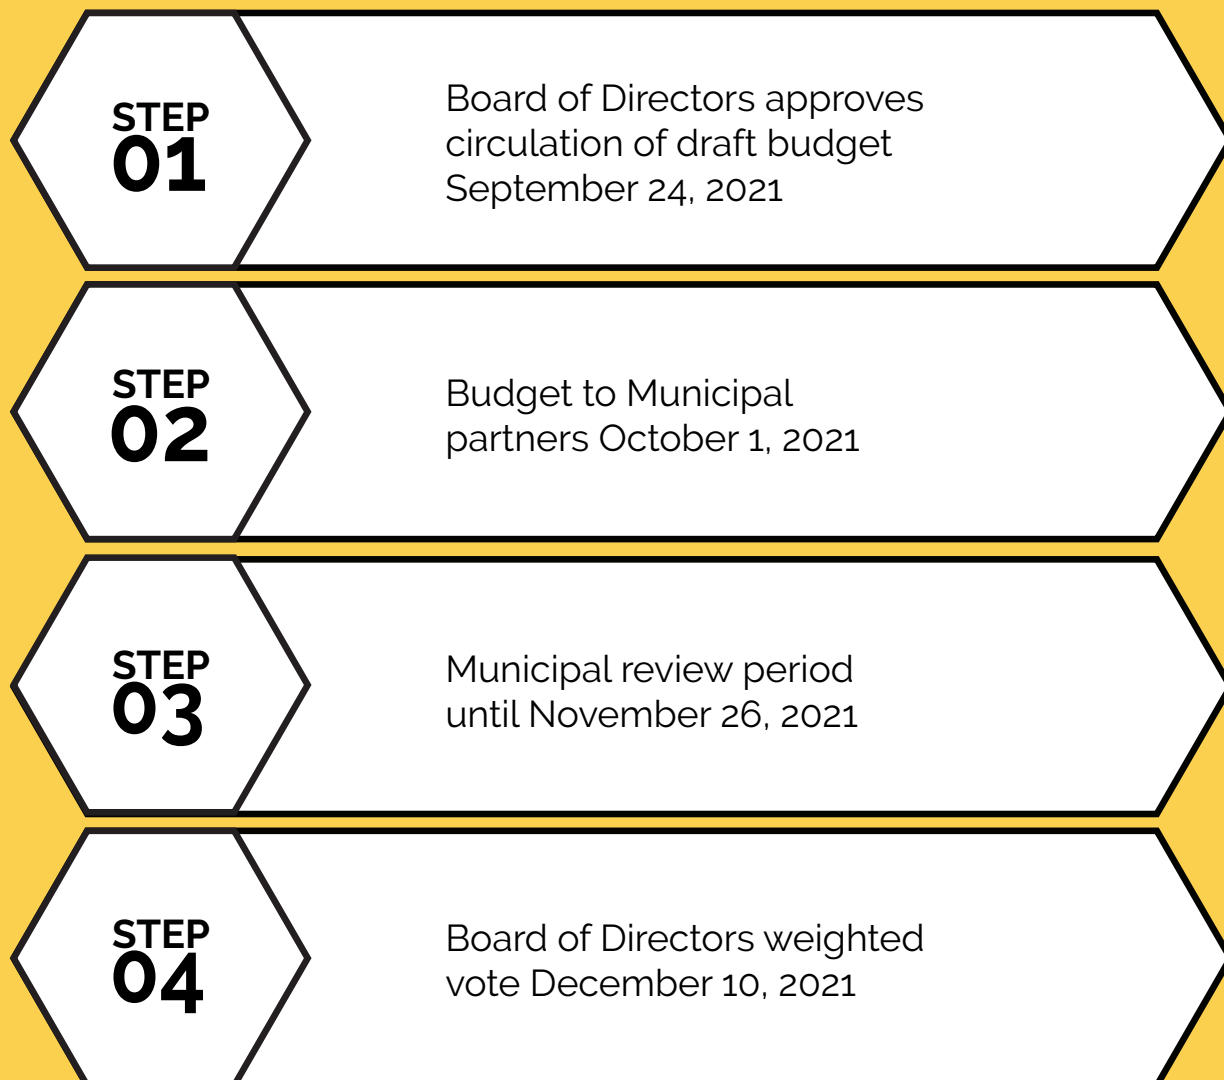 STEP
01
Board of Directors approves
circulation of draft budget
September 24, 2021
STEP
02
Budget to Municipal
partners October 1, 2021
STEP
03
Municipal review period
until November 26, 2021
STEP
04
Board of Directors weighted
vote December 10, 2021